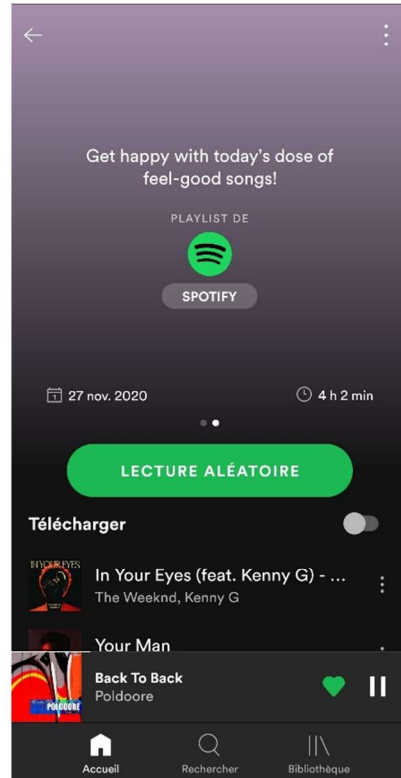 Get happy with today's dose of
feel-good songs!
PLAYLIST DE
SPOTIFY
27 nov. 2020
4 h 2 min
LECTURE ALÉATOIRE
Télécharger
IN YOUR EYES
In Your Eyes (feat. Kenny G) - ...
The Weeknd, Kenny G
Your Man
Back To Back
Poldoore
POLDOORE
Accueil
Rechercher
Bibliothèque